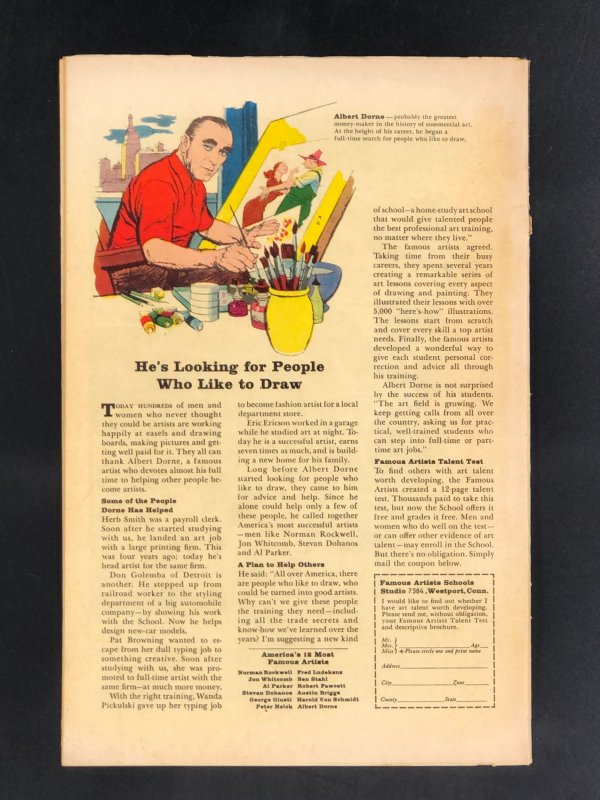 Albert Dorne — probably the greatest
money-maker in the history of commercial art.
At the height of his career, he began a
full-time search for people who like to draw.
He's Looking for People
Who Like to Draw
TODAY HUNDREDS of men and
women who never thought
they could be artists are working
happily at easels and drawing
boards, making pictures and get-
ting well paid for it. They all can
thank Albert Dorne, a famous
artist who devotes almost his full
time to helping other people be-
come artists.
Some of the People
Dorne Has Helped
Herb Smith was a payroll clerk.
Soon after he started studying
with us, he landed an art job
with a large printing firm. This
was four years ago; today he's
head artist for the same firm.
Don Golemba of Detroit is
another. He stepped up from
railroad worker to the styling
department of a big automobile
company—by showing his work
with the School. Now he helps
design new-car models.
Pat Browning wanted to es-
cape from her dull typing job to
something creative. Soon after
studying with us, she was pro-
moted to full-time artist with the
same firm—at much more money.
With the right training, Wanda
Pickulski gave up her typing job
to become fashion artist for a local
department store.
Eric Ericson worked in a garage
while he studied art at night. To-
day he is a successful artist, earns
seven times as much, and is build-
ing a new home for his family.
Long before Albert Dorne
started looking for people who
like to draw, they came to him
for advice and help. Since he
alone could help only a few of
these people, he called together
America's most successful artists
—men like Norman Rockwell,
Jon Whitcomb, Stevan Dohanos
and Al Parker.
A Plan to Help Others
He said: "All over America, there
are people who like to draw, who
could be turned into good artists.
Why can't we give these people
the training they need—includ-
ing all the trade secrets and
know-how we've learned over the
years? I'm suggesting a new kind
America's 12 Most
Famous Artists
Norman Rockwell Fred Ludekens
Jon Whitcomb Ben Stahl
Al Parker Robert Fawcett
Stevan Dohanos Austin Briggs
George Giusti Harold Von Schmidt
Peter Helck Albert Dorne
of school—a home-study art school
that would give talented people
the best professional art training,
no matter where they live."
The famous artists agreed.
Taking time from their busy
careers, they spent several years
creating a remarkable series of
art lessons covering every aspect
of drawing and painting. They
illustrated their lessons with over
5,000 "here's-how" illustrations.
The lessons start from scratch
and cover every skill a top artist
needs. Finally, the famous artists
developed a wonderful way to
give each student personal cor-
rection and advice all through
his training.
Albert Dorne is not surprised
by the success of his students.
"The art field is growing. We
keep getting calls from all over
the country, asking us for prac-
tical, well-trained students who
can step into full-time or part-
time art jobs."
Famous Artists Talent Test
To find others with art talent
worth developing, the Famous
Artists created a 12-page talent
test. Thousands paid to take this
test, but now the School offers it
free and grades it free. Men and
women who do well on the test—
or can offer other evidence of art
talent—may enroll in the School.
But there's no obligation. Simply
mail the coupon below.
Famous Artists Schools
Studio 7584, Westport, Conn.
I would like to find out whether I
have art talent worth developing.
Please send me, without obligation,
your Famous Artists Talent Test
and descriptive brochure.
Mr.
Mrs. Age
Miss Please circle one and print name
Address
City Zone
County State